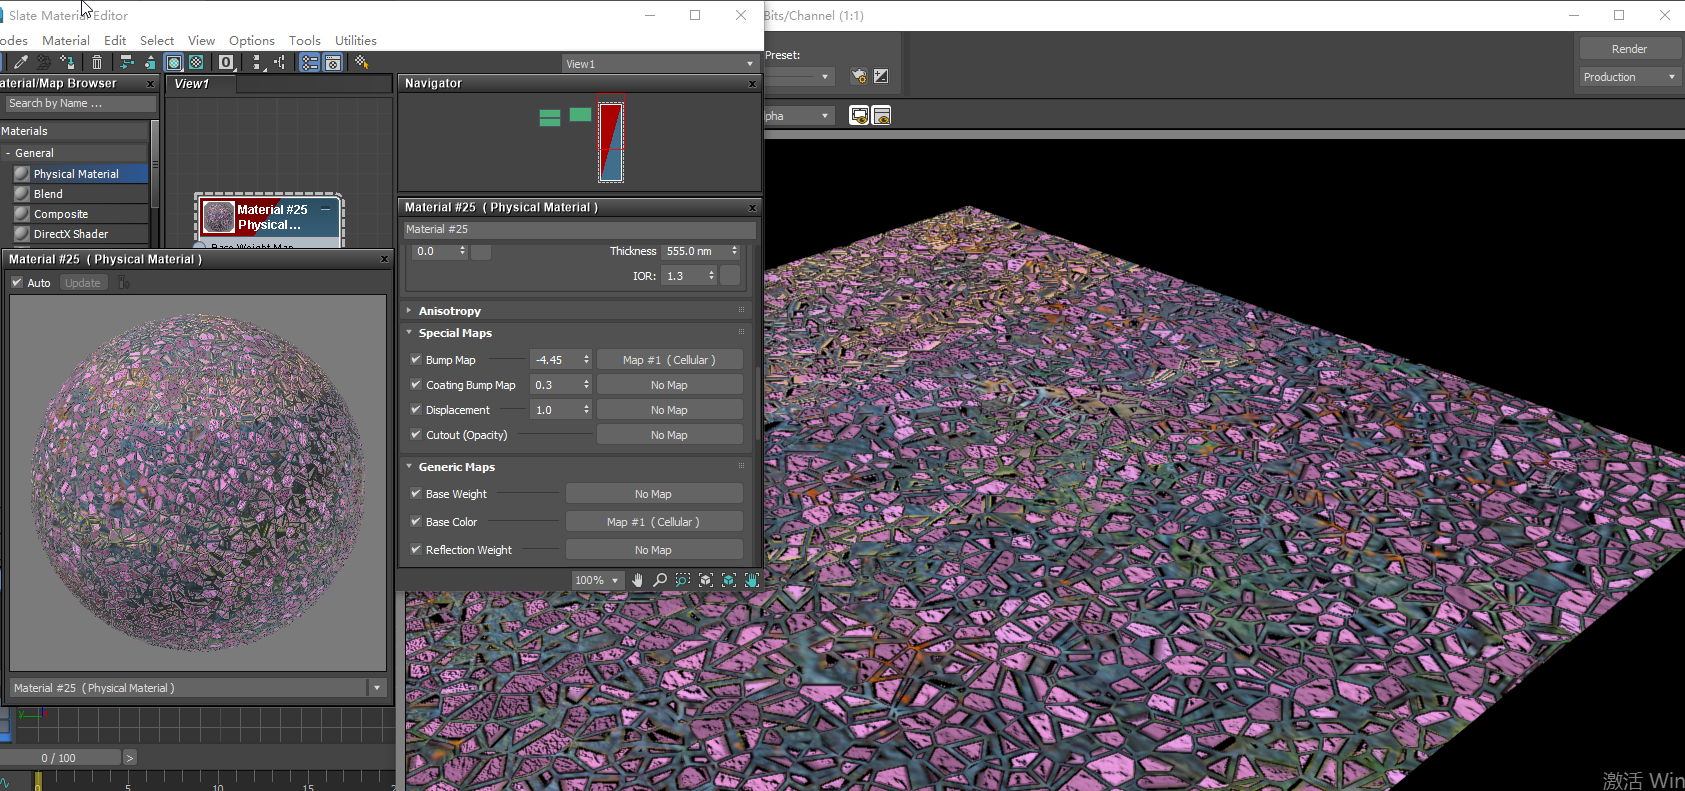 Slate Material Editor
Bits/Channel (1:1)
odes Material Edit Select View Options Tools Utilities
Preset:
Render
Production
View1
aterial/Map Browser
View1
Navigator
Search by Name ...
Materials
- General
Physical Material
Blend
Composite
DirectX Shader
pha
Material #25
Physical ...
Base Weight Map
Material #25 ( Physical Material )
Material #25
0.0
Thickness 555.0 nm
IOR: 1.3
Anisotropy
Special Maps
Bump Map -4.45 Map #1 ( Cellular )
Coating Bump Map 0.3 No Map
Displacement 1.0 No Map
Cutout (Opacity) No Map
Generic Maps
Base Weight No Map
Base Color Map #1 ( Cellular )
Reflection Weight No Map
100%
Material #25 ( Physical Material )
Auto Update
Material #25 ( Physical Material )
y
0 / 100 >
0 5 10 15 2
激活 Win